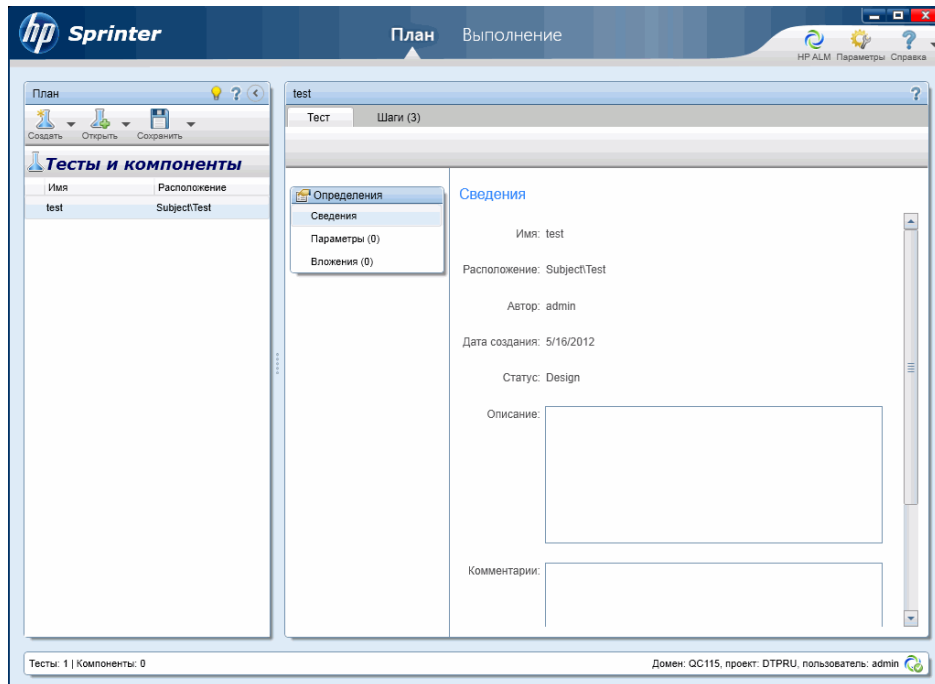 hp Sprinter
План Выполнение
HP ALM Параметры Справка
План
Создать Открыть Сохранить
Тесты и компоненты
Имя Расположение
test Subject\Test
test
Тест Шаги (3)
Определения
Сведения
Параметры (0)
Вложения (0)
Сведения
Имя: test
Расположение: Subject\Test
Автор: admin
Дата создания: 5/16/2012
Статус: Design
Описание:
Комментарии:
Тесты: 1 | Компоненты: 0
Домен: QC115, проект: DTPRU, пользователь: admin